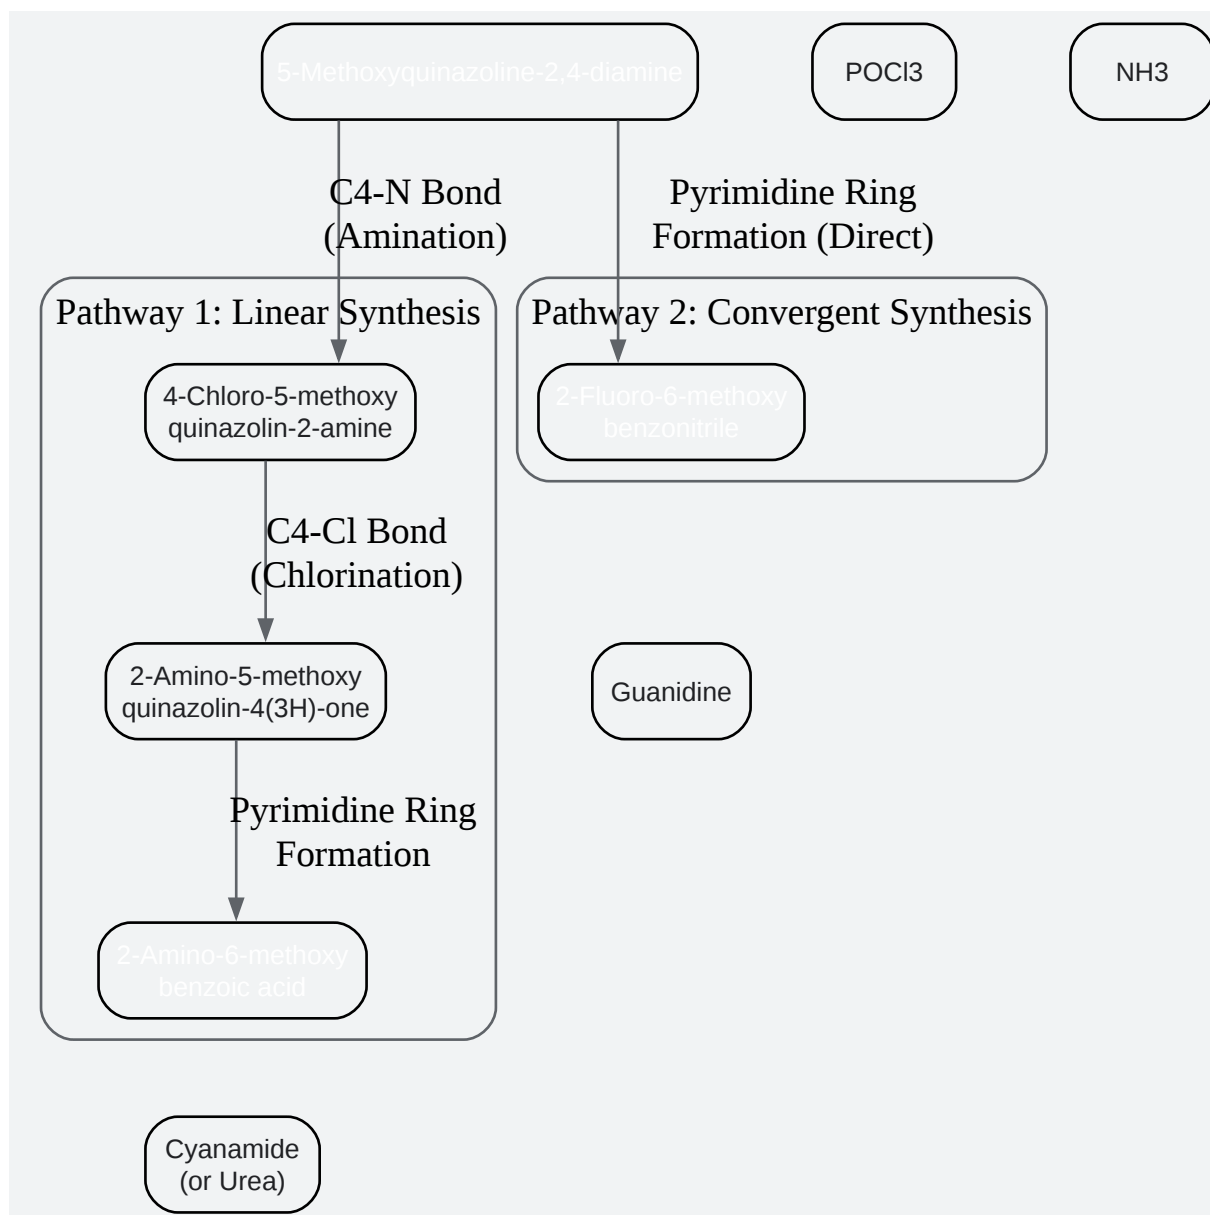 5-Methoxyquinazoline-2,4-diamine
POCl3
NH3
C4-N Bond
(Amination)
Pyrimidine Ring
Formation (Direct)
Pathway 1: Linear Synthesis
Pathway 2: Convergent Synthesis
4-Chloro-5-methoxy
quinazolin-2-amine
2-Fluoro-6-methoxy
benzonitrile
C4-Cl Bond
(Chlorination)
2-Amino-5-methoxy
quinazolin-4(3H)-one
Guanidine
Pyrimidine Ring
Formation
2-Amino-6-methoxy
benzoic acid
Cyanamide
(or Urea)